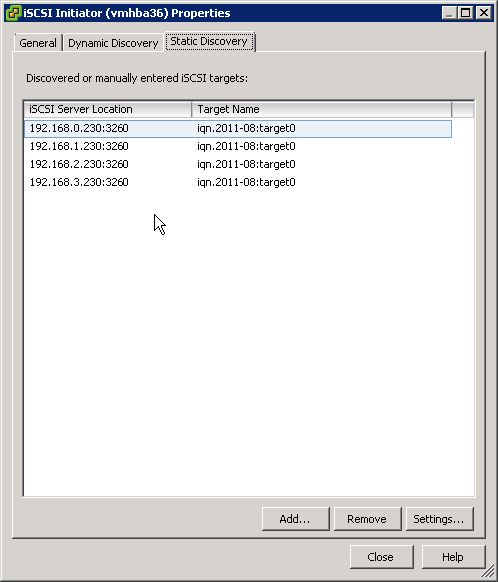 iSCSI Initiator (vmhba36) Properties
General Dynamic Discovery Static Discovery
Discovered or manually entered iSCSI targets:
iSCSI Server Location Target Name
192.168.0.230:3260 iqn.2011-08:target0
192.168.1.230:3260 iqn.2011-08:target0
192.168.2.230:3260 iqn.2011-08:target0
192.168.3.230:3260 iqn.2011-08:target0
Add... Remove Settings...
Close Help